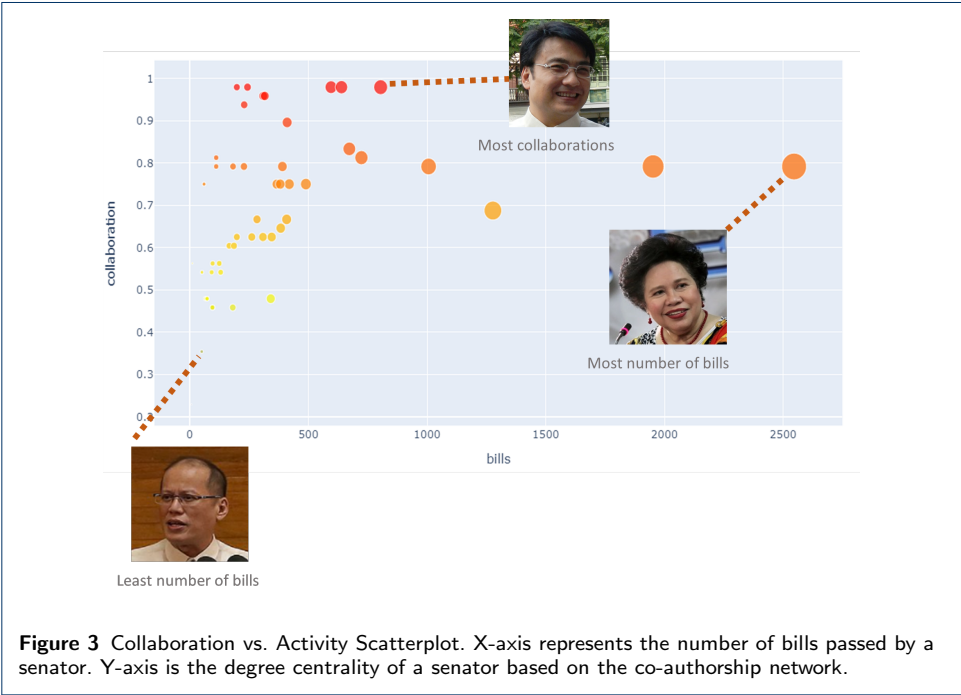 1
0.9
0.8
0.7
0.6
0.5
0.4
0.3
0.2
collaboration
0
500
1000
1500
2000
2500
bills
Most collaborations
Most number of bills
Least number of bills
Figure 3 Collaboration vs. Activity Scatterplot. X-axis represents the number of bills passed by a
senator. Y-axis is the degree centrality of a senator based on the co-authorship network.